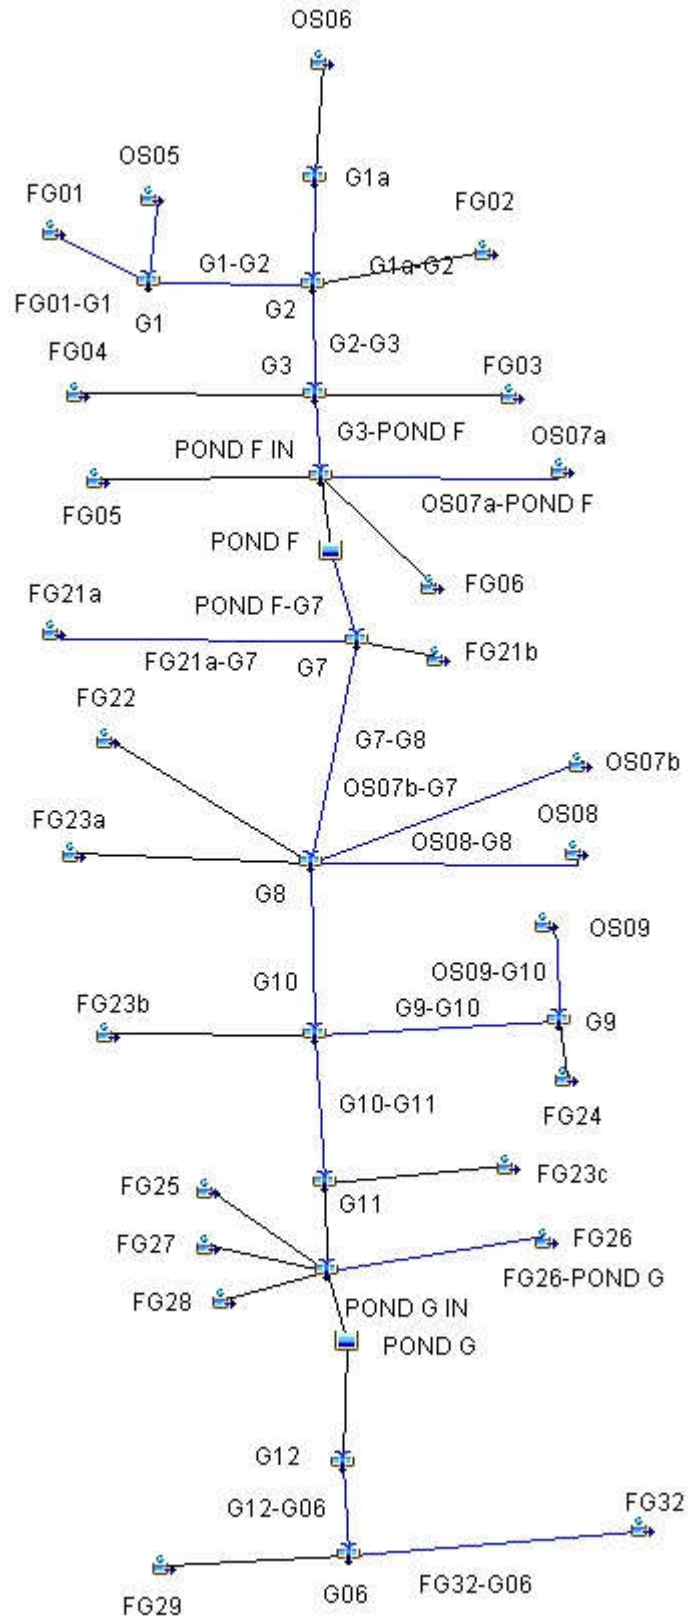 OS06
OS05
FG01
G1a
FG02
G1-G2
G1a-G2
FG01-G1
G1
G2
G2-G3
FG04
G3
FG03
G3-POND F
OS07a
POND F IN
FG05
OS07a-POND F
POND F
FG06
FG21a
POND F-G7
FG21a-G7
G7
FG21b
FG22
G7-G8
OS07b
OS07b-G7
OS08
FG23a
OS08-G8
G8
OS09
OS09-G10
G10
FG23b
G9-G10
G9
G10-G11
FG24
FG23c
FG25
G11
FG27
FG26
FG26-POND G
FG28
POND G IN
POND G
G12
G12-G06
FG32
FG32-G06
G06
FG29